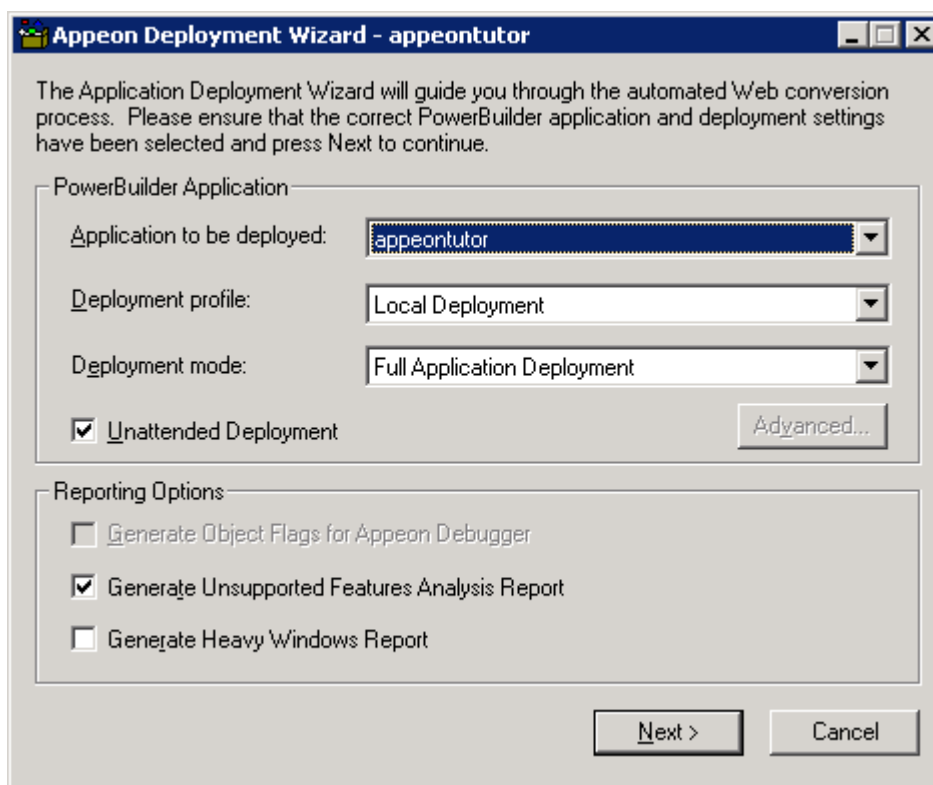 Appeon Deployment Wizard - appeontutor
The Application Deployment Wizard will guide you through the automated Web conversion
process.  Please ensure that the correct PowerBuilder application and deployment settings
have been selected and press Next to continue.
PowerBuilder Application
Application to be deployed: appeontutor
Deployment profile: Local Deployment
Deployment mode: Full Application Deployment
Unattended Deployment Advanced...
Reporting Options
Generate Object Flags for Appeon Debugger
Generate Unsupported Features Analysis Report
Generate Heavy Windows Report
Next > Cancel